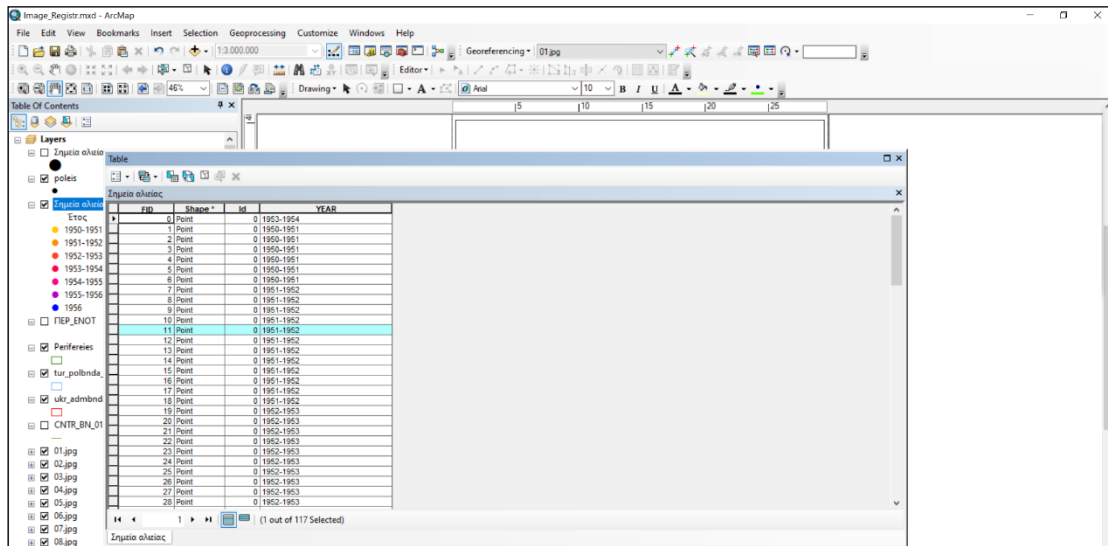 Image_Registr.mxd - ArcMap
File Edit View Bookmarks Insert Selection Geoprocessing Customize Windows Help
1:3.000.000 Georeferencing 01.jpg
Editor
46% Drawing A Arial 10 B I U A
Table Of Contents
5 10 15 20 25
Layers
Σημεία αλιεία
poleis
Σημεία αλιεία
Έτος
1950-1951
1951-1952
1952-1953
1953-1954
1954-1955
1955-1956
1956
ΠΕΡ_ΕΝΟΤ
Perifereies
tur_polbnda_
ukr_admbnd
CNTR_BN_01
01.jpg
02.jpg
03.jpg
04.jpg
05.jpg
06.jpg
07.jpg
08.jpg
Table
Σημεία αλιείας
FID Shape * Id YEAR
0 Point 0 1953-1954
1 Point 0 1950-1951
2 Point 0 1950-1951
3 Point 0 1950-1951
4 Point 0 1950-1951
5 Point 0 1950-1951
6 Point 0 1950-1951
7 Point 0 1951-1952
8 Point 0 1951-1952
9 Point 0 1951-1952
10 Point 0 1951-1952
11 Point 0 1951-1952
12 Point 0 1951-1952
13 Point 0 1951-1952
14 Point 0 1951-1952
15 Point 0 1951-1952
16 Point 0 1951-1952
17 Point 0 1951-1952
18 Point 0 1951-1952
19 Point 0 1952-1953
20 Point 0 1952-1953
21 Point 0 1952-1953
22 Point 0 1952-1953
23 Point 0 1952-1953
24 Point 0 1952-1953
25 Point 0 1952-1953
26 Point 0 1952-1953
27 Point 0 1952-1953
28 Point 0 1952-1953
1 (1 out of 117 Selected)
Σημεία αλιείας